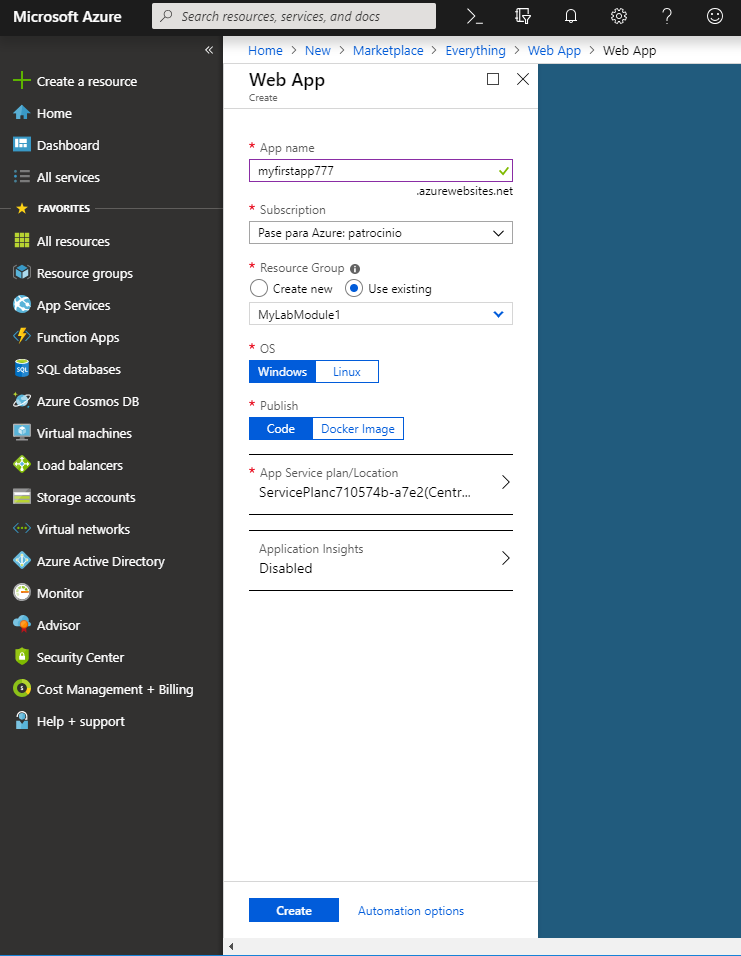 Microsoft Azure
Search resources, services, and docs
Home > New > Marketplace > Everything > Web App > Web App
Create a resource
Home
Dashboard
All services
FAVORITES
All resources
Resource groups
App Services
Function Apps
SQL databases
Azure Cosmos DB
Virtual machines
Load balancers
Storage accounts
Virtual networks
Azure Active Directory
Monitor
Advisor
Security Center
Cost Management + Billing
Help + support
Web App
Create
* App name
myfirstapp777
.azurewebsites.net
* Subscription
Pase para Azure: patrocinio
* Resource Group
Create new Use existing
MyLabModule1
* OS
Windows Linux
* Publish
Code Docker Image
* App Service plan/Location
ServicePlanc710574b-a7e2(Centr...
Application Insights
Disabled
Create Automation options